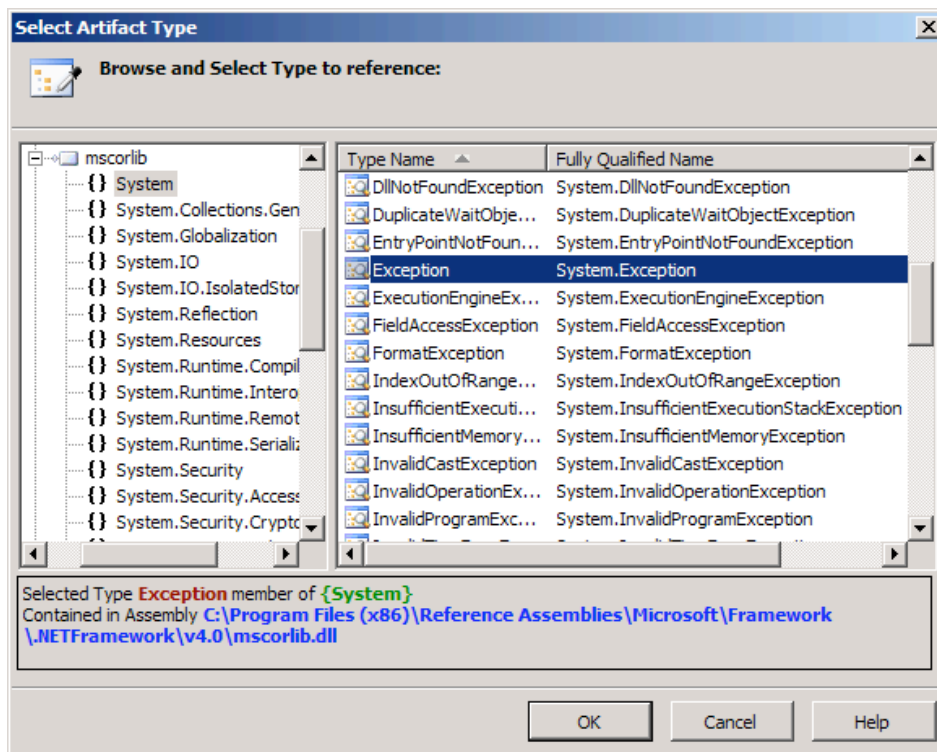 Select Artifact Type
Browse and Select Type to reference:
mscorlib
System
System.Collections.Gen
System.Globalization
System.IO
System.IO.IsolatedStor
System.Reflection
System.Resources
System.Runtime.Compil
System.Runtime.Intero
System.Runtime.Remot
System.Runtime.Serializ
System.Security
System.Security.Access
System.Security.Crypto
Type Name Fully Qualified Name
DllNotFoundException System.DllNotFoundException
DuplicateWaitObje... System.DuplicateWaitObjectException
EntryPointNotFoun... System.EntryPointNotFoundException
Exception System.Exception
ExecutionEngineEx... System.ExecutionEngineException
FieldAccessException System.FieldAccessException
FormatException System.FormatException
IndexOutOfRange... System.IndexOutOfRangeException
InsufficientExecuti... System.InsufficientExecutionStackException
InsufficientMemory... System.InsufficientMemoryException
InvalidCastException System.InvalidCastException
InvalidOperationEx... System.InvalidOperationException
InvalidProgramExc... System.InvalidProgramException
Selected Type Exception member of {System}
Contained in Assembly C:\Program Files (x86)\Reference Assemblies\Microsoft\Framework
\.NETFramework\v4.0\mscorlib.dll
OK Cancel Help